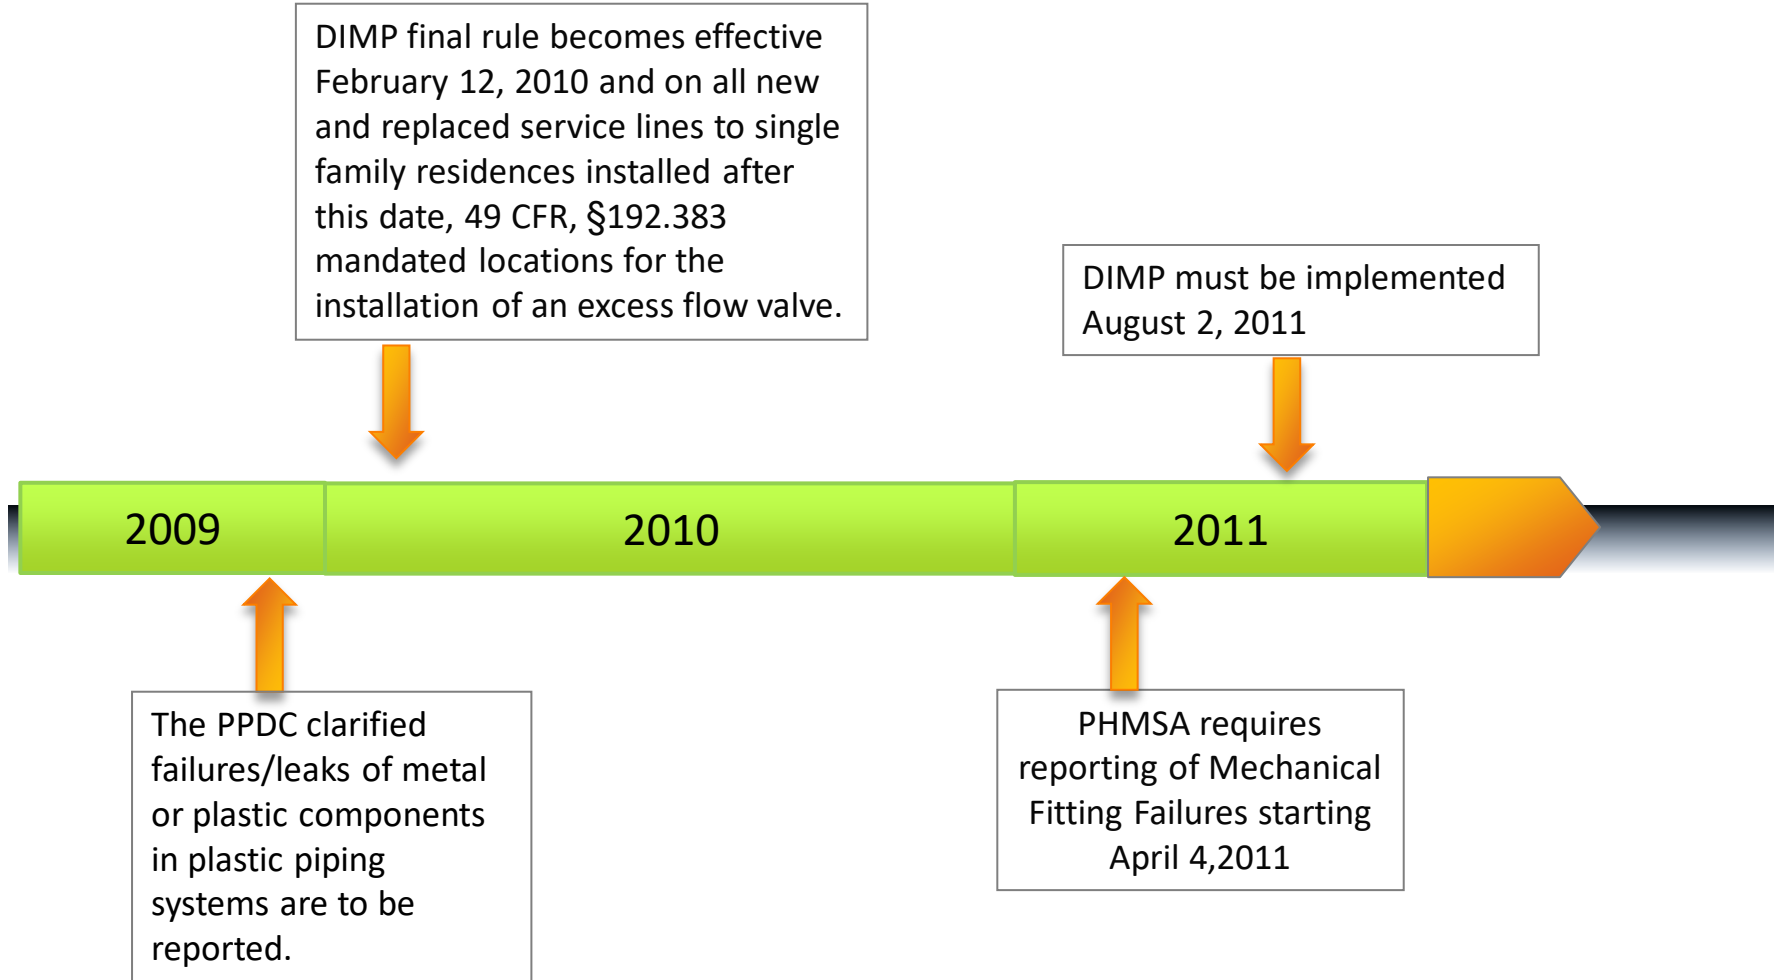 DIMP final rule becomes effective
February 12, 2010 and on all new
and replaced service lines to single
family residences installed after
this date, 49 CFR, §192.383
mandated locations for the
installation of an excess flow valve.
DIMP must be implemented
August 2, 2011
2009
2010
2011
The PPDC clarified
failures/leaks of metal
or plastic components
in plastic piping
systems are to be
reported.
PHMSA requires
reporting of Mechanical
Fitting Failures starting
April 4,2011